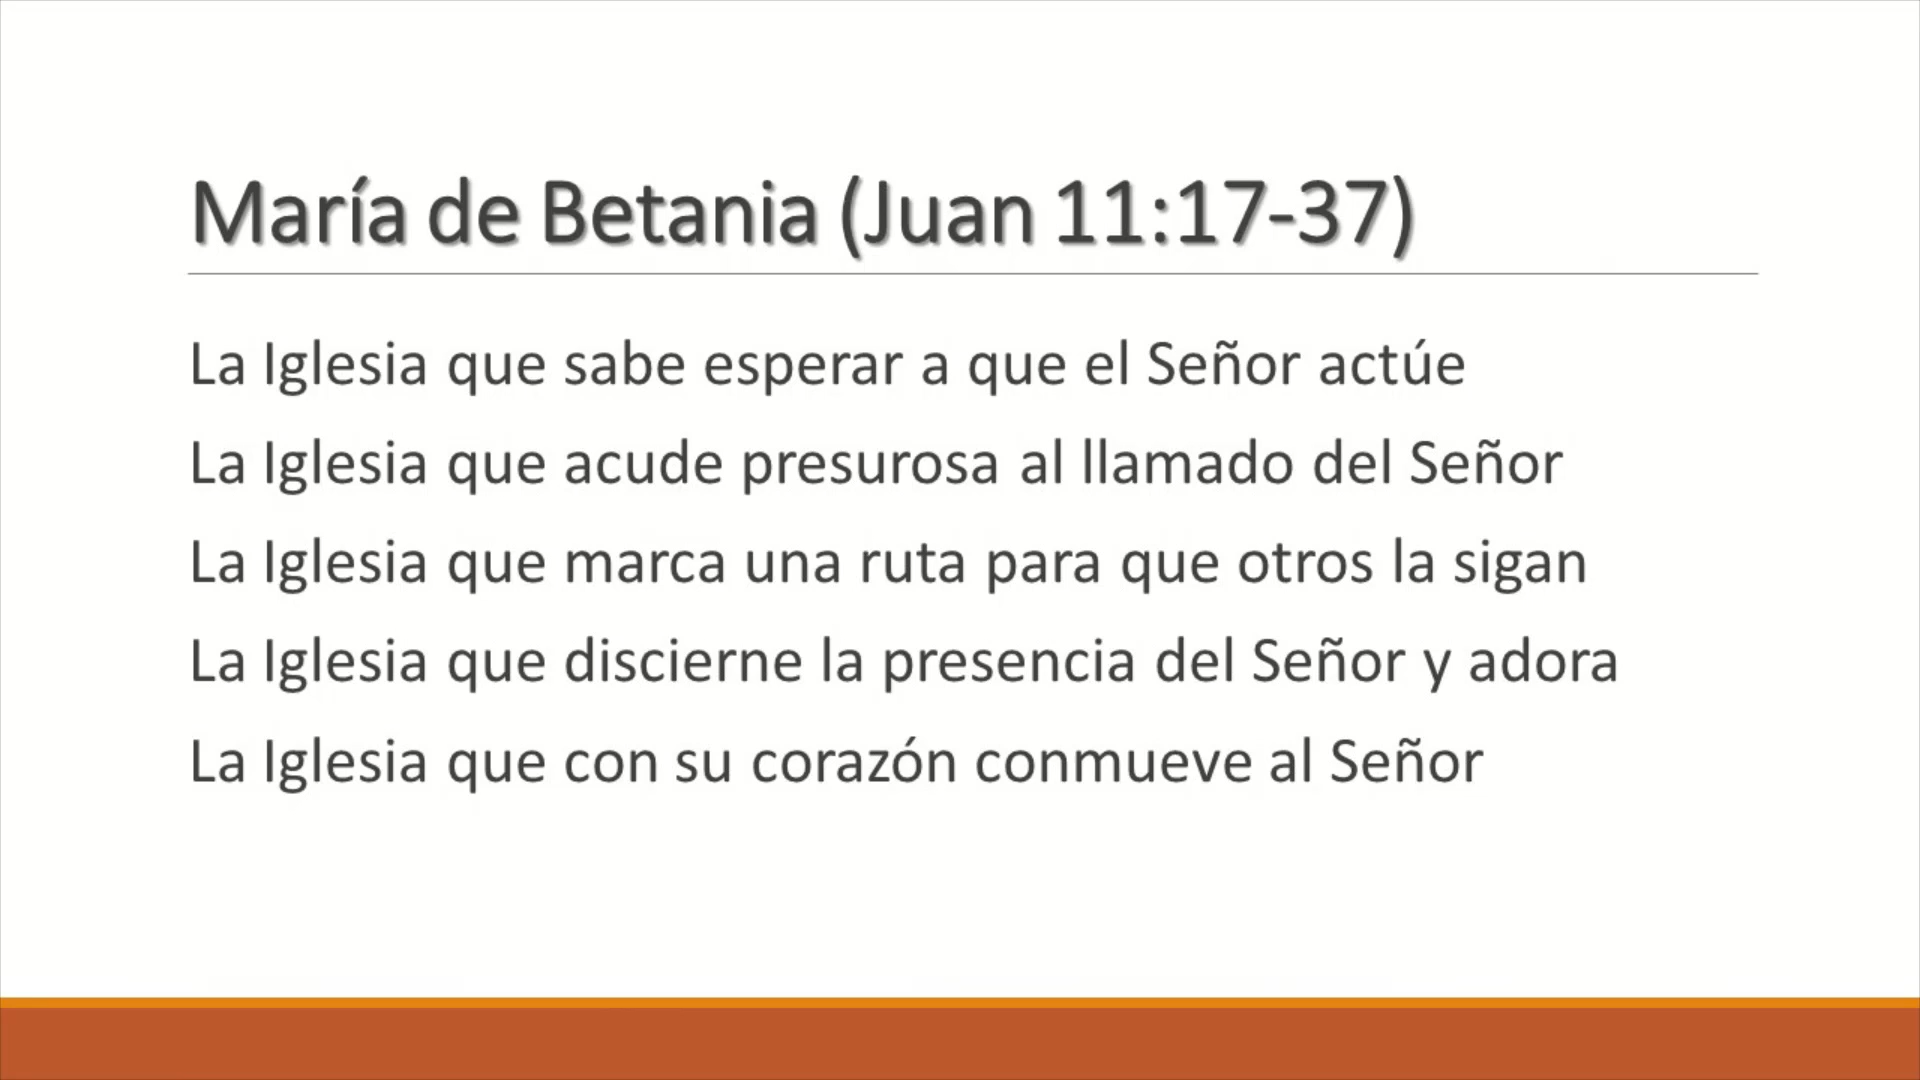 María de Betania (Juan 11:17-37)
La Iglesia que sabe esperar a que el Señor actúe
La Iglesia que acude presurosa al llamado del Señor
La Iglesia que marca una ruta para que otros la sigan
La Iglesia que discierne la presencia del Señor y adora
La Iglesia que con su corazón conmueve al Señor